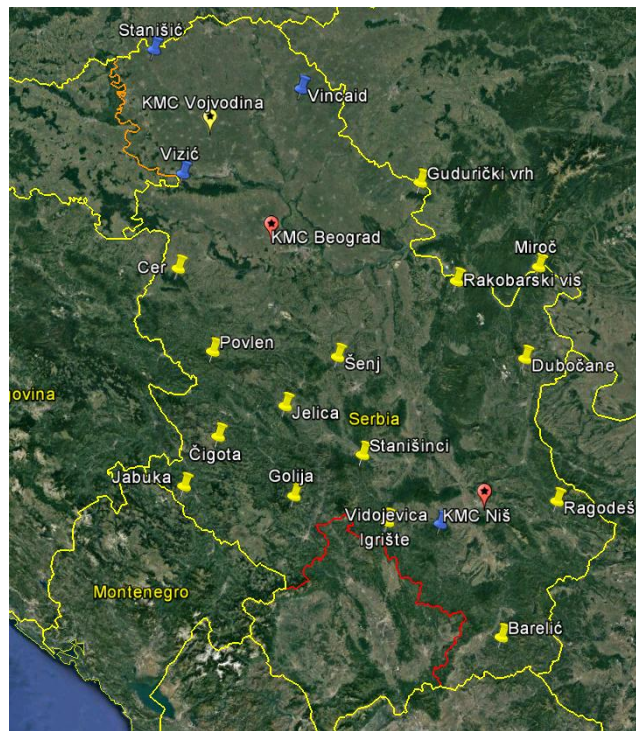 Stanišić
Vincaid
KMC Vojvodina
Vizić
Gudurički vrh
KMC Beograd
Miroč
Cer
Rakobarski vis
Povlen
Šenj
Dubočane
ovina
Jelica
Serbia
Čigota
Stanišinci
Jabuka
Golija
Ragodeš
Vidojevica
KMC Niš
Igrište
Montenegro
Barelić